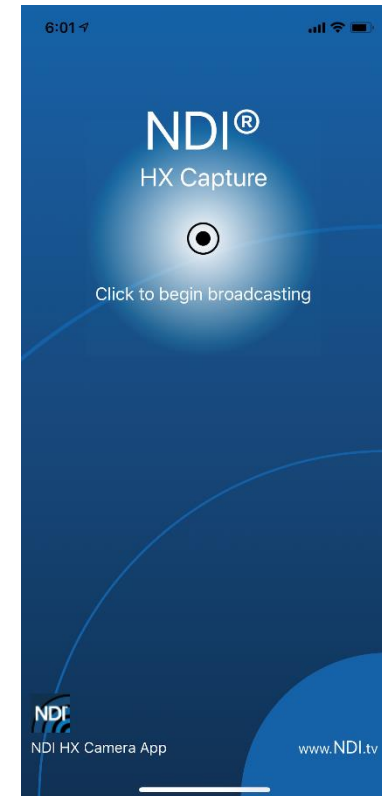 6:01
NDI®
HX Capture
Click to begin broadcasting
NDI
NDI HX Camera App
www.NDI.tv